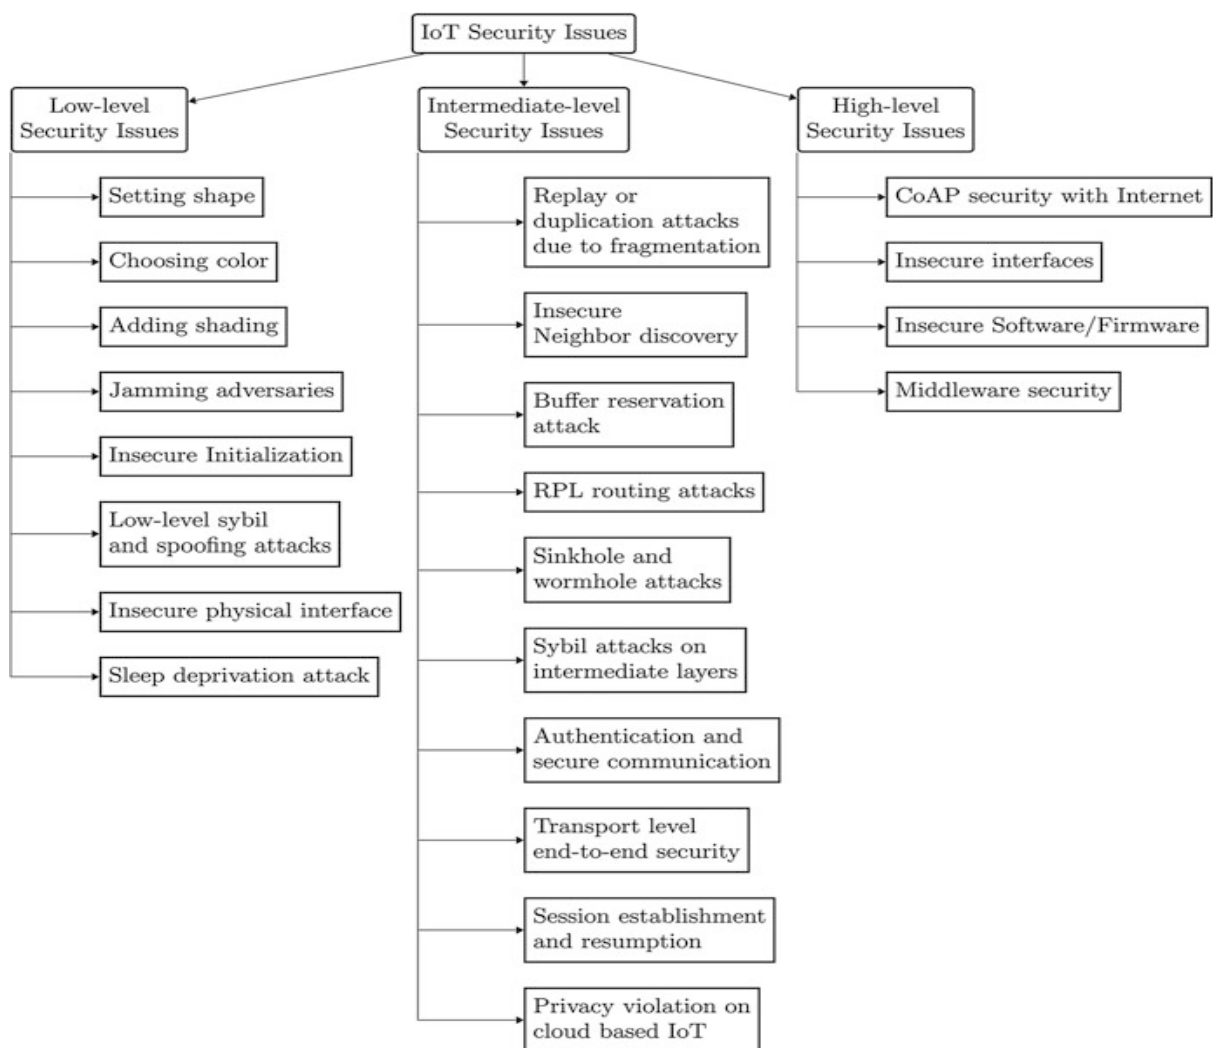 IoT Security Issues
Low-level
Security Issues
Setting shape
Choosing color
Adding shading
Jamming adversaries
Insecure Initialization
Low-level sybil
and spoofing attacks
Insecure physical interface
Sleep deprivation attack
Intermediate-level
Security Issues
Replay or
duplication attacks
due to fragmentation
Insecure
Neighbor discovery
Buffer reservation
attack
RPL routing attacks
Sinkhole and
wormhole attacks
Sybil attacks on
intermediate layers
Authentication and
secure communication
Transport level
end-to-end security
Session establishment
and resumption
Privacy violation on
cloud based IoT
High-level
Security Issues
CoAP security with Internet
Insecure interfaces
Insecure Software/Firmware
Middleware security